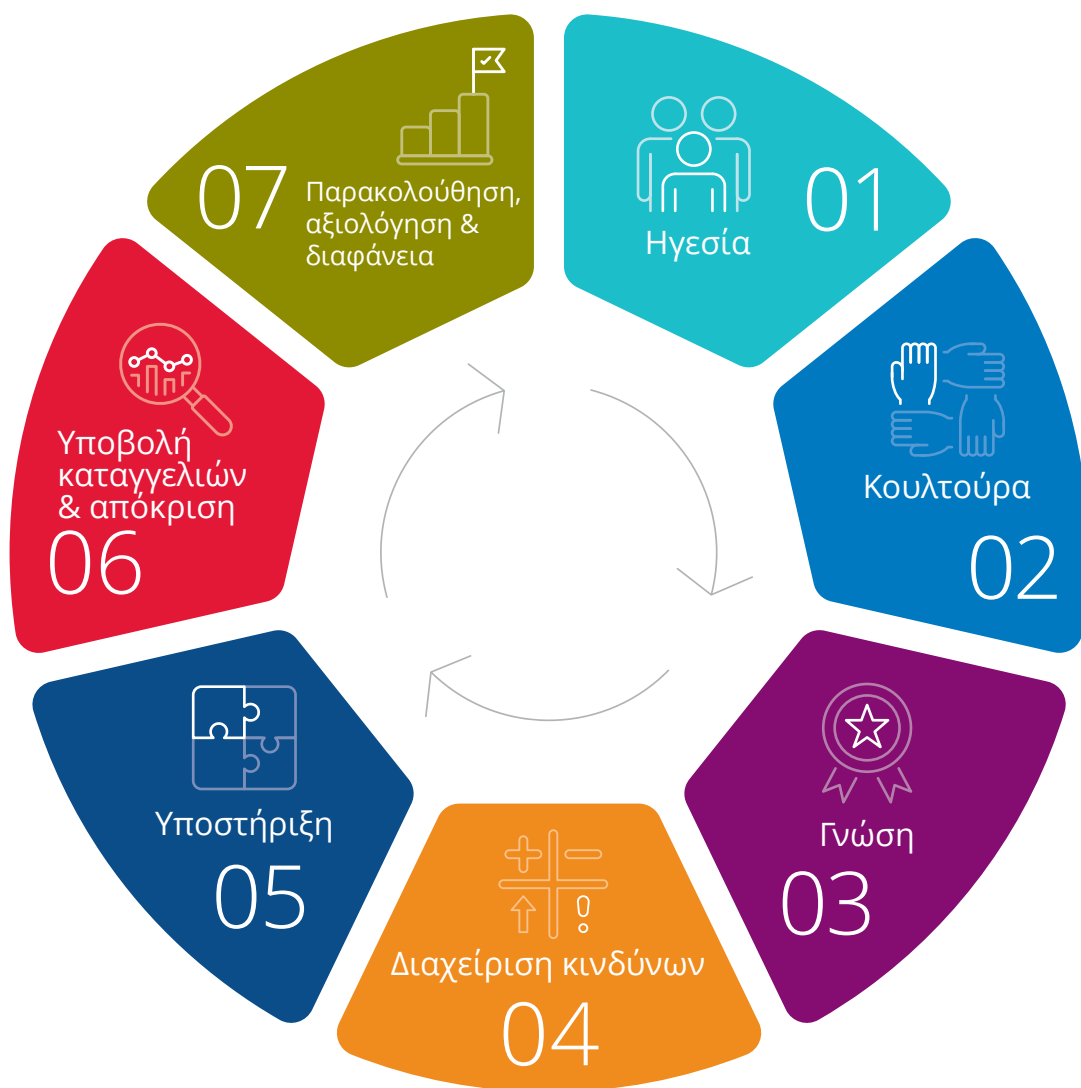 01
Ηγεσία
Κουλτούρα
02
Γνώση
03
Διαχείριση κινδύνων
04
Υποστήριξη
05
Υποβολή
καταγγελιών
& απόκριση
06
07
Παρακολούθηση,
αξιολόγηση &
διαφάνεια